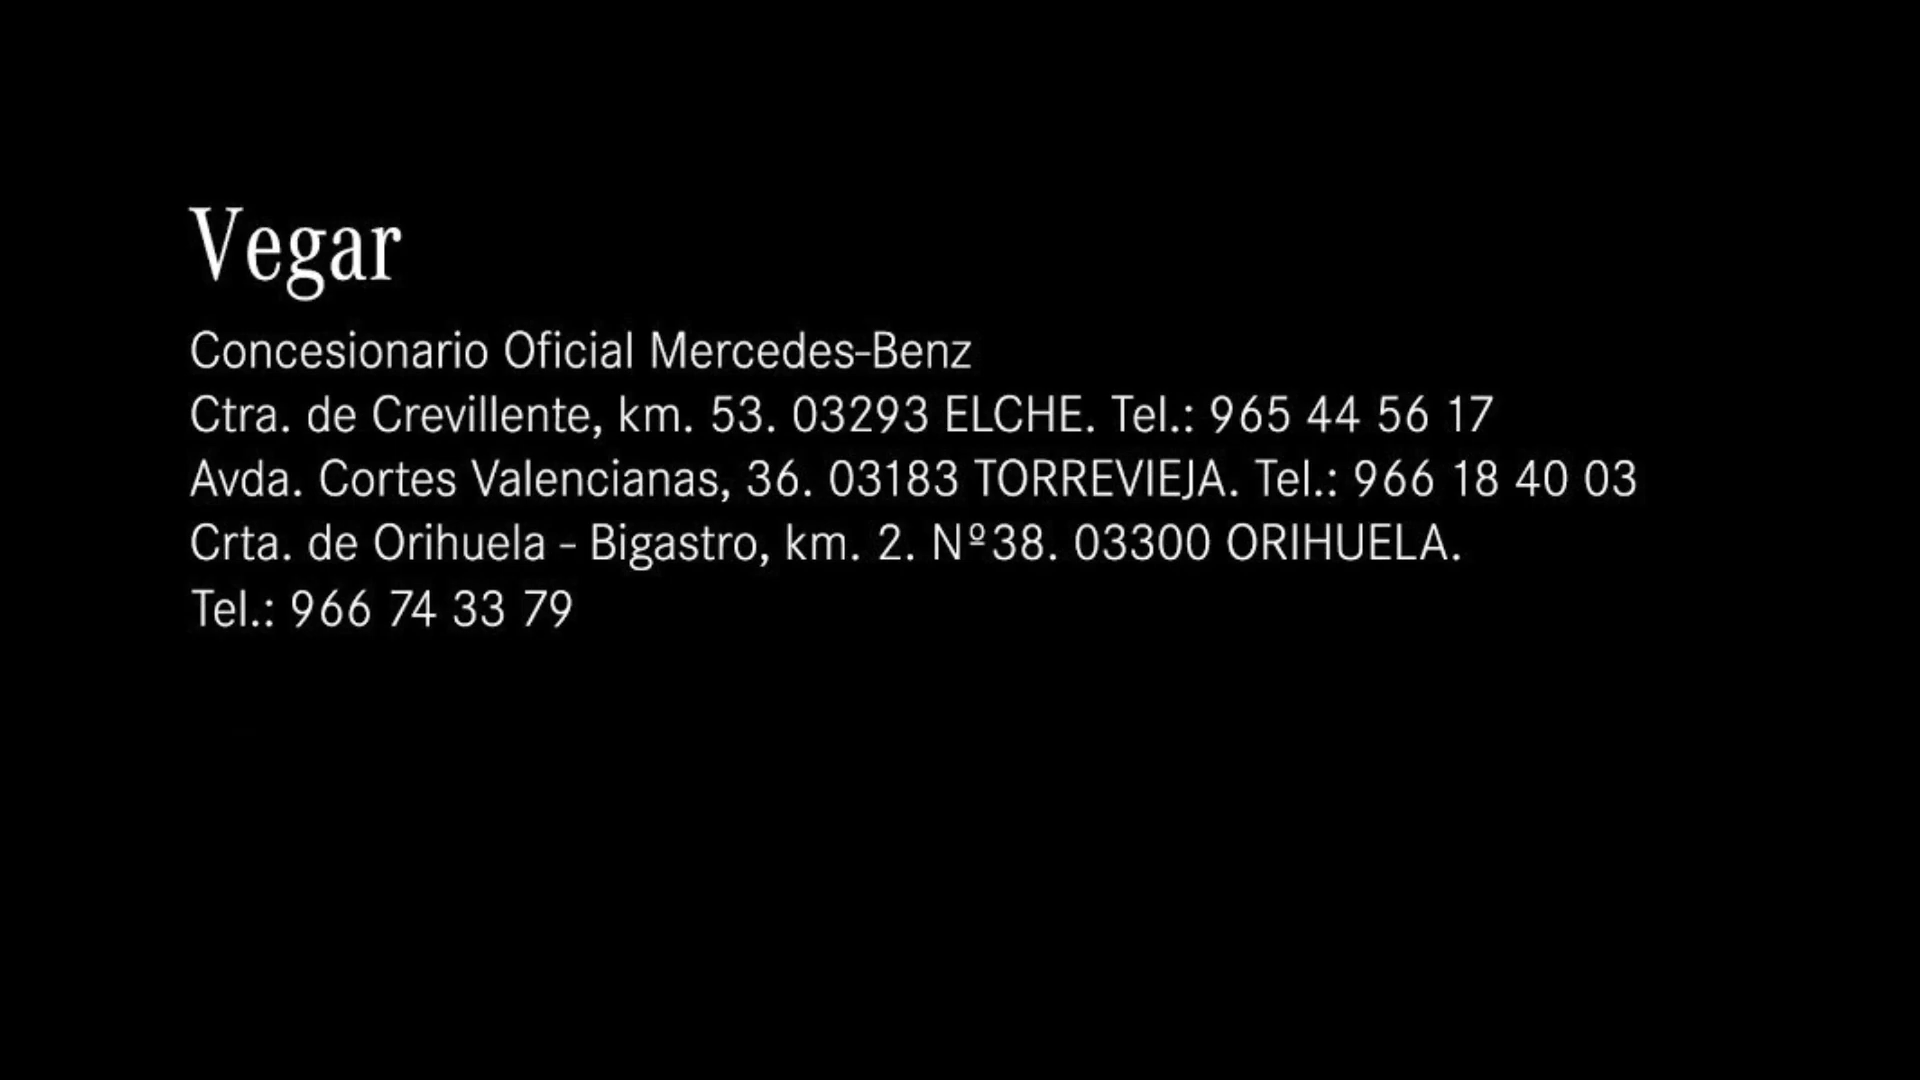 Vegar
Concesionario Oficial Mercedes-Benz
Ctra. de Crevillente, km. 53. 03293 ELCHE. Tel.: 965 44 56 17
Avda. Cortes Valencianas, 36. 03183 TORREVIEJA. Tel.: 966 18 40 03
Crta. de Orihuela - Bigastro, km. 2. Nº38. 03300 ORIHUELA.
Tel.: 966 74 33 79